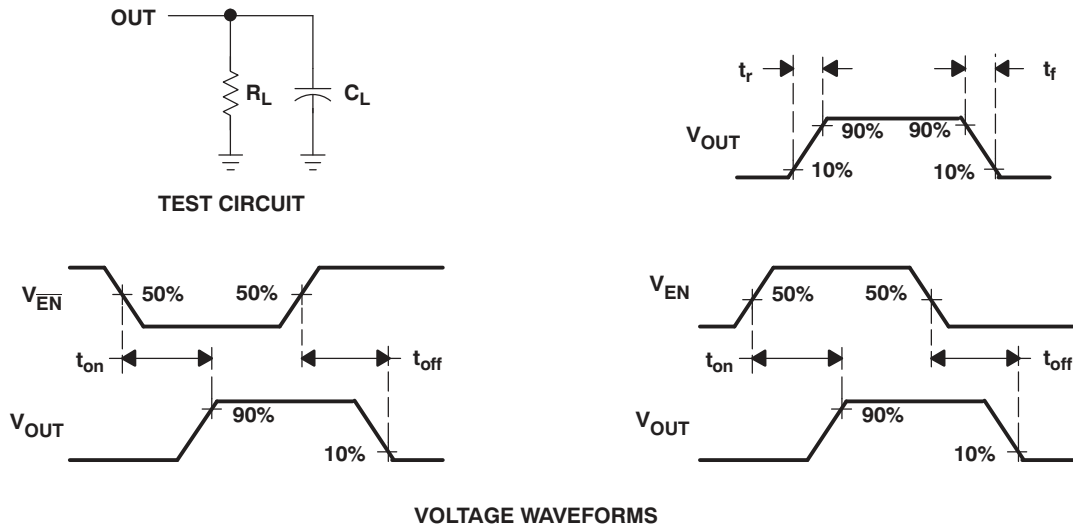 OUT
R_L
C_L
TEST CIRCUIT
t_r
t_f
V_OUT
90%
90%
10%
10%
V_E̅N̅
50%
50%
t_on
t_off
V_OUT
90%
10%
V_EN
50%
50%
t_on
t_off
V_OUT
90%
10%
VOLTAGE WAVEFORMS